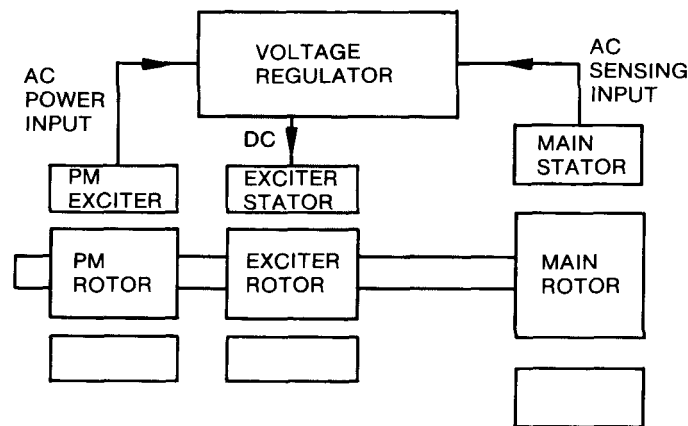 VOLTAGE
REGULATOR
AC
POWER
INPUT
AC
SENSING
INPUT
DC
PM
EXCITER
EXCITER
STATOR
MAIN
STATOR
PM
ROTOR
EXCITER
ROTOR
MAIN
ROTOR